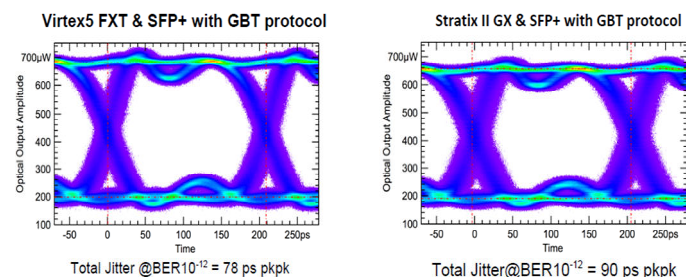 Virtex5 FXT & SFP+ with GBT protocol
700µW
600
500
400
300
200
100
Optical Output Amplitude
-50 0 50 100 150 200 250ps
Time
Total Jitter @BER10⁻¹² = 78 ps pkpk
Stratix II GX & SFP+ with GBT protocol
700µW
600
500
400
300
200
100
Optical Output Amplitude
-50 0 50 100 150 200 250ps
Time
Total Jitter@BER10⁻¹² = 90 ps pkpk